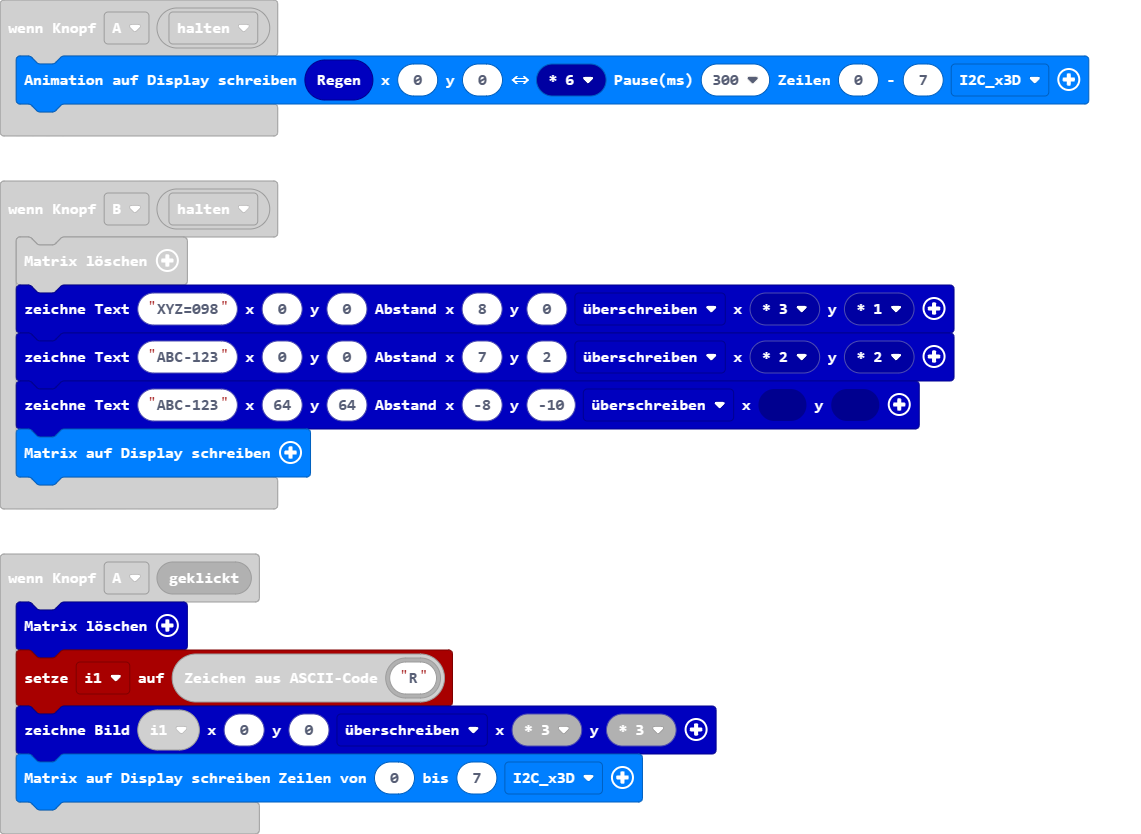 wenn Knopf A halten
Animation auf Display schreiben Regen x 0 y 0 ⇔ * 6 Pause(ms) 300 Zeilen 0 - 7 I2C_x3D
wenn Knopf B halten
Matrix löschen
zeichne Text "XYZ=098" x 0 y 0 Abstand x 8 y 0 überschreiben x * 3 y * 1
zeichne Text "ABC-123" x 0 y 0 Abstand x 7 y 2 überschreiben x * 2 y * 2
zeichne Text "ABC-123" x 64 y 64 Abstand x -8 y -10 überschreiben x y
Matrix auf Display schreiben
wenn Knopf A geklickt
Matrix löschen
setze i1 auf Zeichen aus ASCII-Code "R"
zeichne Bild i1 x 0 y 0 überschreiben x * 3 y * 3
Matrix auf Display schreiben Zeilen von 0 bis 7 I2C_x3D